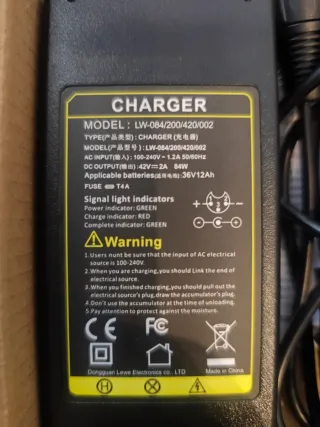 CHARGER
MODEL: LW-084/200/420/002
TYPE(产品类型): CHARGER(充电器)
MODEL(产品型号): LW-084/200/420/002
AC INPUT(输入): 100-240V~1.2A 50/60Hz
DC OUTPUT(输出): 42V⎓2A 84W
Applicable batteries(适用电池):36V12Ah
FUSE T4A
Signal light indicators
Power indicator: GREEN
Charge indicator: RED
Complete indicator: GREEN
Warning
1. Users nunt be sure that the input of AC electrical
source is 100-240V.
2. When you are charging, you should Link the end of
electrical source.
3. When you finished charging, you should pull out the
electrical source's plug, draw the accumulator's plug.
4. Don't use the accumulator at the time of unloading.
5. Pay attention to protect against the moisture.
CE FC
Dongguan Lewe Electronics co., LTD Made in China